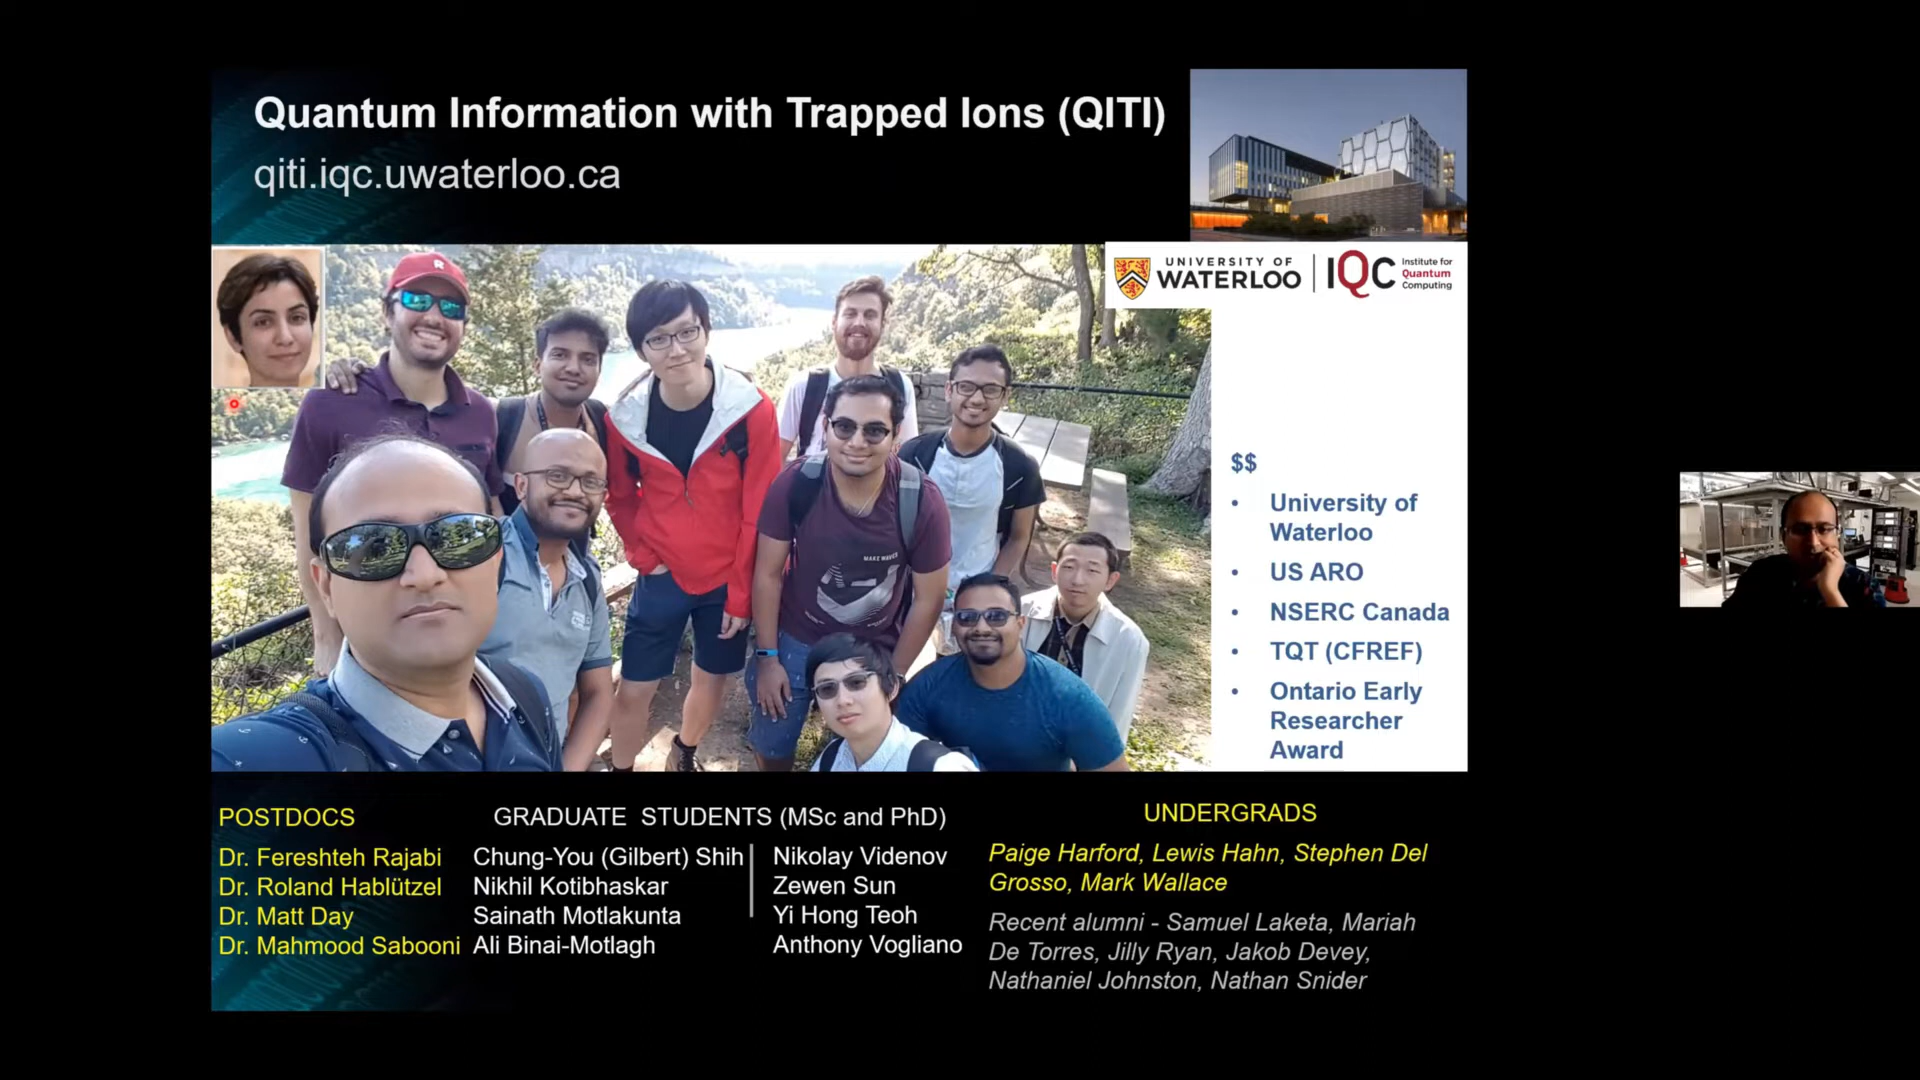 Quantum Information with Trapped Ions (QITI)
qiti.iqc.uwaterloo.ca
UNIVERSITY OF
WATERLOO
IQC
Institute for
Quantum
Computing
R
MAKE WAVES
$$
• University of
Waterloo
• US ARO
• NSERC Canada
• TQT (CFREF)
• Ontario Early
Researcher
Award
POSTDOCS
Dr. Fereshteh Rajabi
Dr. Roland Hablützel
Dr. Matt Day
Dr. Mahmood Sabooni
GRADUATE STUDENTS (MSc and PhD)
Chung-You (Gilbert) Shih
Nikhil Kotibhaskar
Sainath Motlakunta
Ali Binai-Motlagh
Nikolay Videnov
Zewen Sun
Yi Hong Teoh
Anthony Vogliano
UNDERGRADS
Paige Harford, Lewis Hahn, Stephen Del
Grosso, Mark Wallace
Recent alumni - Samuel Laketa, Mariah
De Torres, Jilly Ryan, Jakob Devey,
Nathaniel Johnston, Nathan Snider